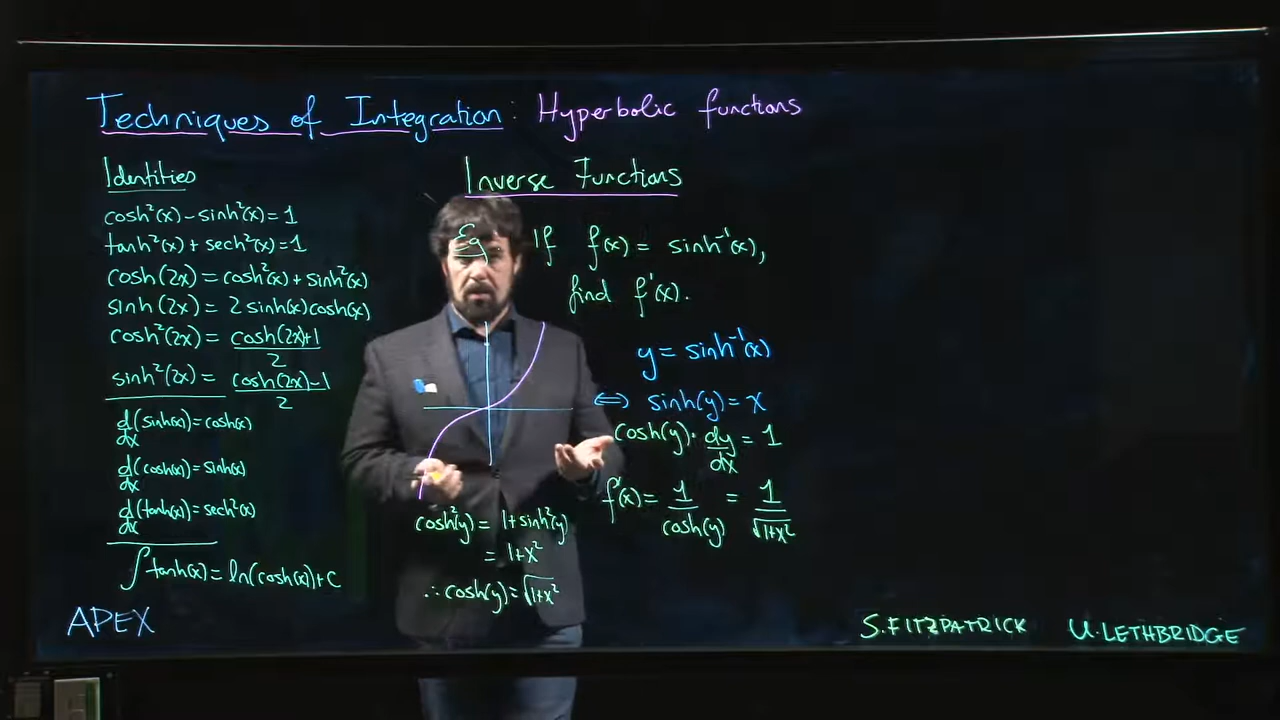 Techniques of Integration: Hyperbolic functions
Identities
cosh²(x) - sinh²(x) = 1
tanh²(x) + sech²(x) = 1
cosh(2x) = cosh²(x) + sinh²(x)
sinh(2x) = 2 sinh(x)cosh(x)
cosh²(2x) = (cosh(2x)+1)/2
sinh²(2x) = (cosh(2x)-1)/2
d/dx (sinh(x)) = cosh(x)
d/dx (cosh(x)) = sinh(x)
d/dx (tanh(x)) = sech²(x)
∫ tanh(x) = ln(cosh(x)) + C
Inverse Functions
Eg. If f(x) = sinh⁻¹(x),
find f'(x).
y = sinh⁻¹(x)
⇔ sinh(y) = x
cosh(y) · dy/dx = 1
f'(x) = 1/cosh(y) = 1/√(1+x²)
cosh²(y) = 1 + sinh²(y)
= 1+x²
∴ cosh(y) = √(1+x²)
APEX
S. FITZPATRICK
U. LETHBRIDGE